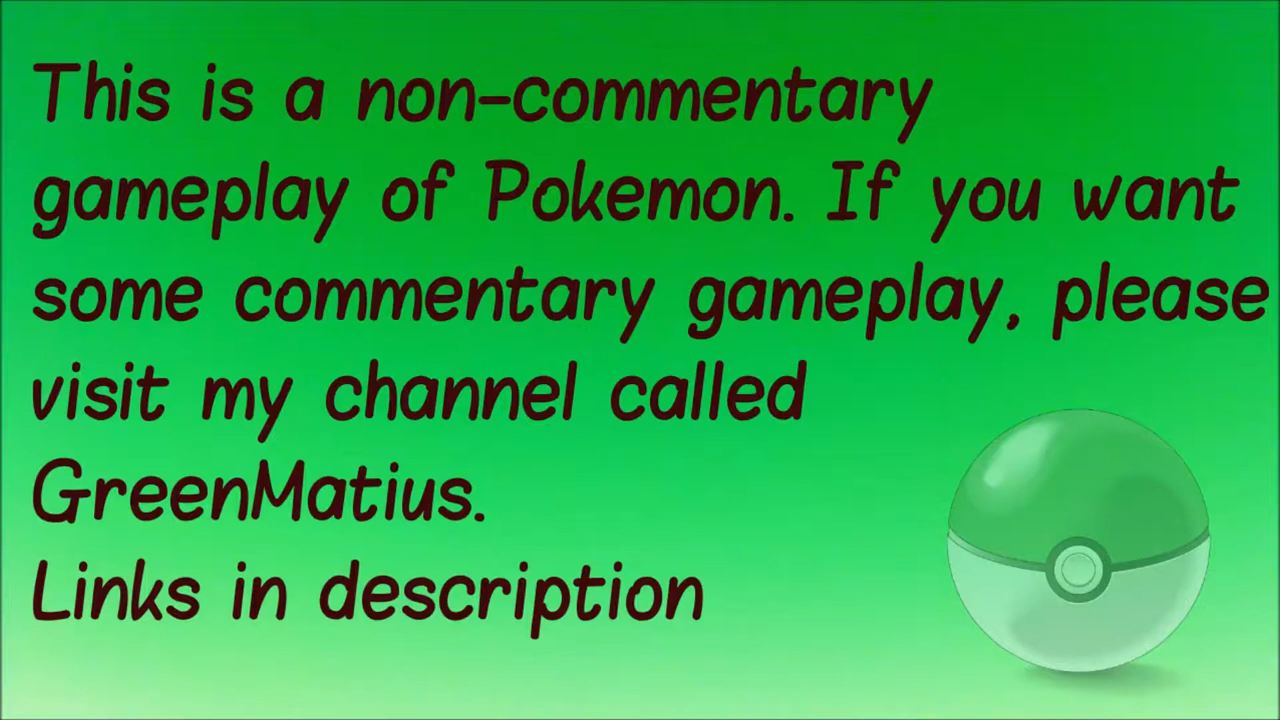 This is a non-commentary
gameplay of Pokemon. If you want
some commentary gameplay, please
visit my channel called
GreenMatius.
Links in description